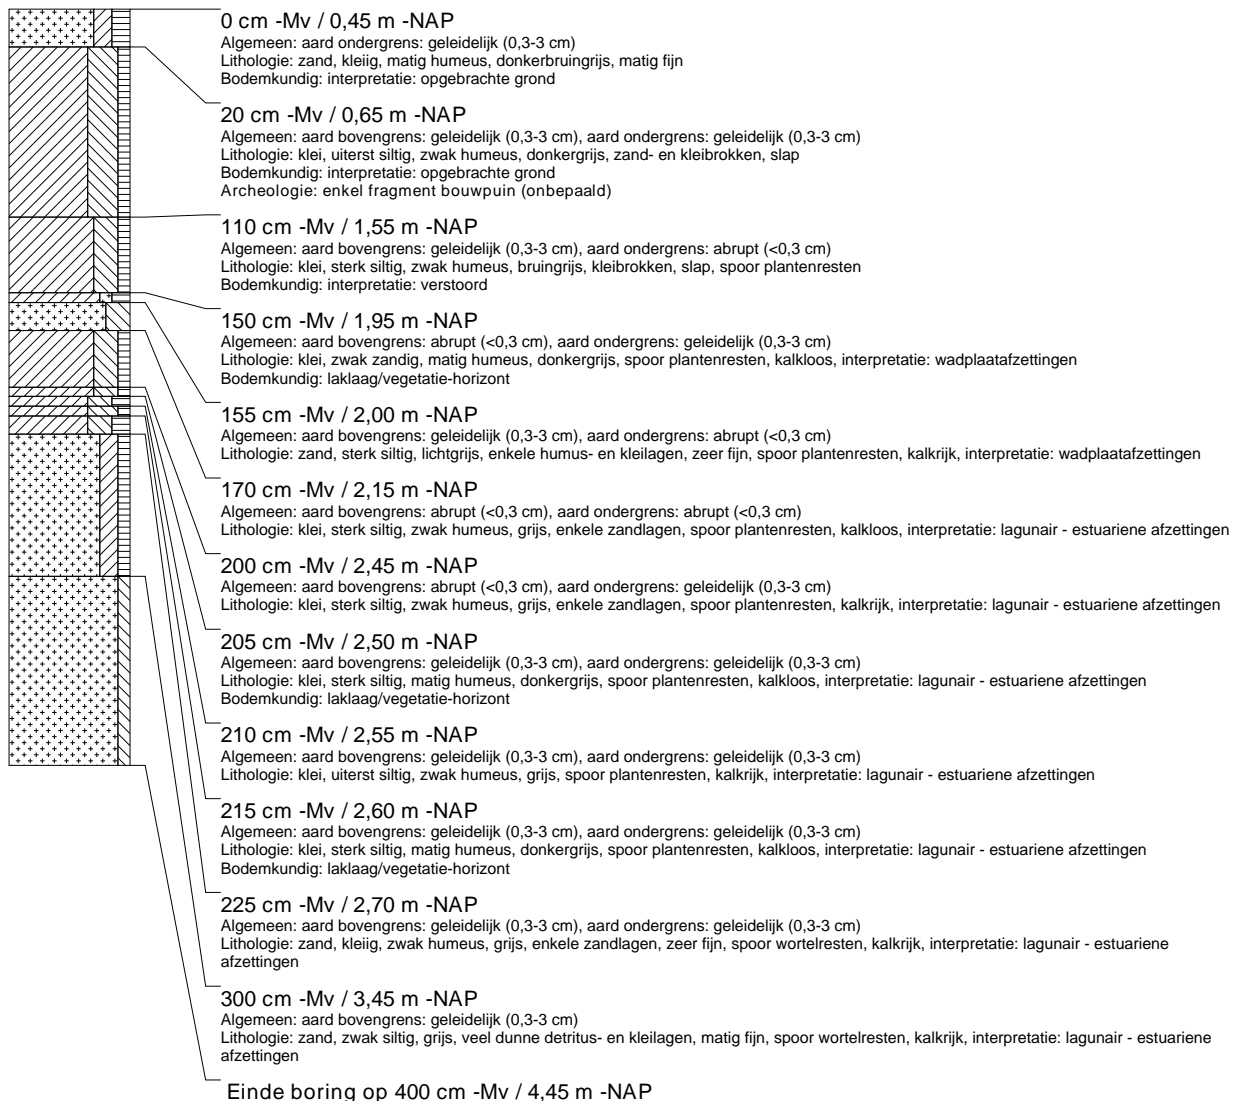 0 cm -Mv / 0,45 m -NAP
Algemeen: aard ondergrens: geleidelijk (0,3-3 cm)
Lithologie: zand, kleiig, matig humeus, donkerbruingrijs, matig fijn
Bodemkundig: interpretatie: opgebrachte grond
20 cm -Mv / 0,65 m -NAP
Algemeen: aard bovengrens: geleidelijk (0,3-3 cm), aard ondergrens: geleidelijk (0,3-3 cm)
Lithologie: klei, uiterst siltig, zwak humeus, donkergrijs, zand- en kleibrokken, slap
Bodemkundig: interpretatie: opgebrachte grond
Archeologie: enkel fragment bouwpuin (onbepaald)
110 cm -Mv / 1,55 m -NAP
Algemeen: aard bovengrens: geleidelijk (0,3-3 cm), aard ondergrens: abrupt (<0,3 cm)
Lithologie: klei, sterk siltig, zwak humeus, bruingrijs, kleibrokken, slap, spoor plantenresten
Bodemkundig: interpretatie: verstoord
150 cm -Mv / 1,95 m -NAP
Algemeen: aard bovengrens: abrupt (<0,3 cm), aard ondergrens: geleidelijk (0,3-3 cm)
Lithologie: klei, zwak zandig, matig humeus, donkergrijs, spoor plantenresten, kalkloos, interpretatie: wadplaatafzettingen
Bodemkundig: laklaag/vegetatie-horizont
155 cm -Mv / 2,00 m -NAP
Algemeen: aard bovengrens: geleidelijk (0,3-3 cm), aard ondergrens: abrupt (<0,3 cm)
Lithologie: zand, sterk siltig, lichtgrijs, enkele humus- en kleilagen, zeer fijn, spoor plantenresten, kalkrijk, interpretatie: wadplaatafzettingen
170 cm -Mv / 2,15 m -NAP
Algemeen: aard bovengrens: abrupt (<0,3 cm), aard ondergrens: abrupt (<0,3 cm)
Lithologie: klei, sterk siltig, zwak humeus, grijs, enkele zandlagen, spoor plantenresten, kalkloos, interpretatie: lagunair - estuariene afzettingen
200 cm -Mv / 2,45 m -NAP
Algemeen: aard bovengrens: abrupt (<0,3 cm), aard ondergrens: geleidelijk (0,3-3 cm)
Lithologie: klei, sterk siltig, zwak humeus, grijs, enkele zandlagen, spoor plantenresten, kalkrijk, interpretatie: lagunair - estuariene afzettingen
205 cm -Mv / 2,50 m -NAP
Algemeen: aard bovengrens: geleidelijk (0,3-3 cm), aard ondergrens: geleidelijk (0,3-3 cm)
Lithologie: klei, sterk siltig, matig humeus, donkergrijs, spoor plantenresten, kalkloos, interpretatie: lagunair - estuariene afzettingen
Bodemkundig: laklaag/vegetatie-horizont
210 cm -Mv / 2,55 m -NAP
Algemeen: aard bovengrens: geleidelijk (0,3-3 cm), aard ondergrens: geleidelijk (0,3-3 cm)
Lithologie: klei, uiterst siltig, zwak humeus, grijs, spoor plantenresten, kalkrijk, interpretatie: lagunair - estuariene afzettingen
215 cm -Mv / 2,60 m -NAP
Algemeen: aard bovengrens: geleidelijk (0,3-3 cm), aard ondergrens: geleidelijk (0,3-3 cm)
Lithologie: klei, sterk siltig, matig humeus, donkergrijs, spoor plantenresten, kalkloos, interpretatie: lagunair - estuariene afzettingen
Bodemkundig: laklaag/vegetatie-horizont
225 cm -Mv / 2,70 m -NAP
Algemeen: aard bovengrens: geleidelijk (0,3-3 cm), aard ondergrens: geleidelijk (0,3-3 cm)
Lithologie: zand, kleiig, zwak humeus, grijs, enkele zandlagen, zeer fijn, spoor wortelresten, kalkrijk, interpretatie: lagunair - estuariene
afzettingen
300 cm -Mv / 3,45 m -NAP
Algemeen: aard bovengrens: geleidelijk (0,3-3 cm)
Lithologie: zand, zwak siltig, grijs, veel dunne detritus- en kleilagen, matig fijn, spoor wortelresten, kalkrijk, interpretatie: lagunair - estuariene
afzettingen
Einde boring op 400 cm -Mv / 4,45 m -NAP